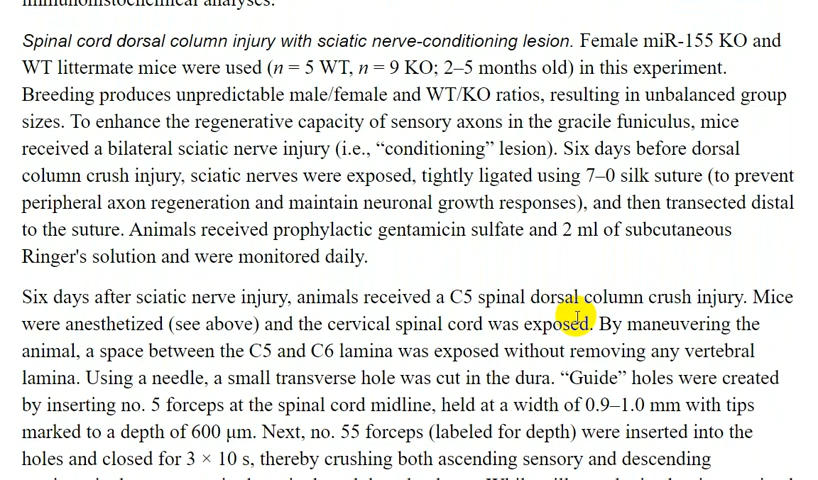 immunohistochemical analyses.
Spinal cord dorsal column injury with sciatic nerve-conditioning lesion. Female miR-155 KO and
WT littermate mice were used (n = 5 WT, n = 9 KO; 2–5 months old) in this experiment.
Breeding produces unpredictable male/female and WT/KO ratios, resulting in unbalanced group
sizes. To enhance the regenerative capacity of sensory axons in the gracile funiculus, mice
received a bilateral sciatic nerve injury (i.e., “conditioning” lesion). Six days before dorsal
column crush injury, sciatic nerves were exposed, tightly ligated using 7–0 silk suture (to prevent
peripheral axon regeneration and maintain neuronal growth responses), and then transected distal
to the suture. Animals received prophylactic gentamicin sulfate and 2 ml of subcutaneous
Ringer's solution and were monitored daily.
Six days after sciatic nerve injury, animals received a C5 spinal dorsal column crush injury. Mice
were anesthetized (see above) and the cervical spinal cord was exposed. By maneuvering the
animal, a space between the C5 and C6 lamina was exposed without removing any vertebral
lamina. Using a needle, a small transverse hole was cut in the dura. “Guide” holes were created
by inserting no. 5 forceps at the spinal cord midline, held at a width of 0.9–1.0 mm with tips
marked to a depth of 600 μm. Next, no. 55 forceps (labeled for depth) were inserted into the
holes and closed for 3 × 10 s, thereby crushing both ascending sensory and descending